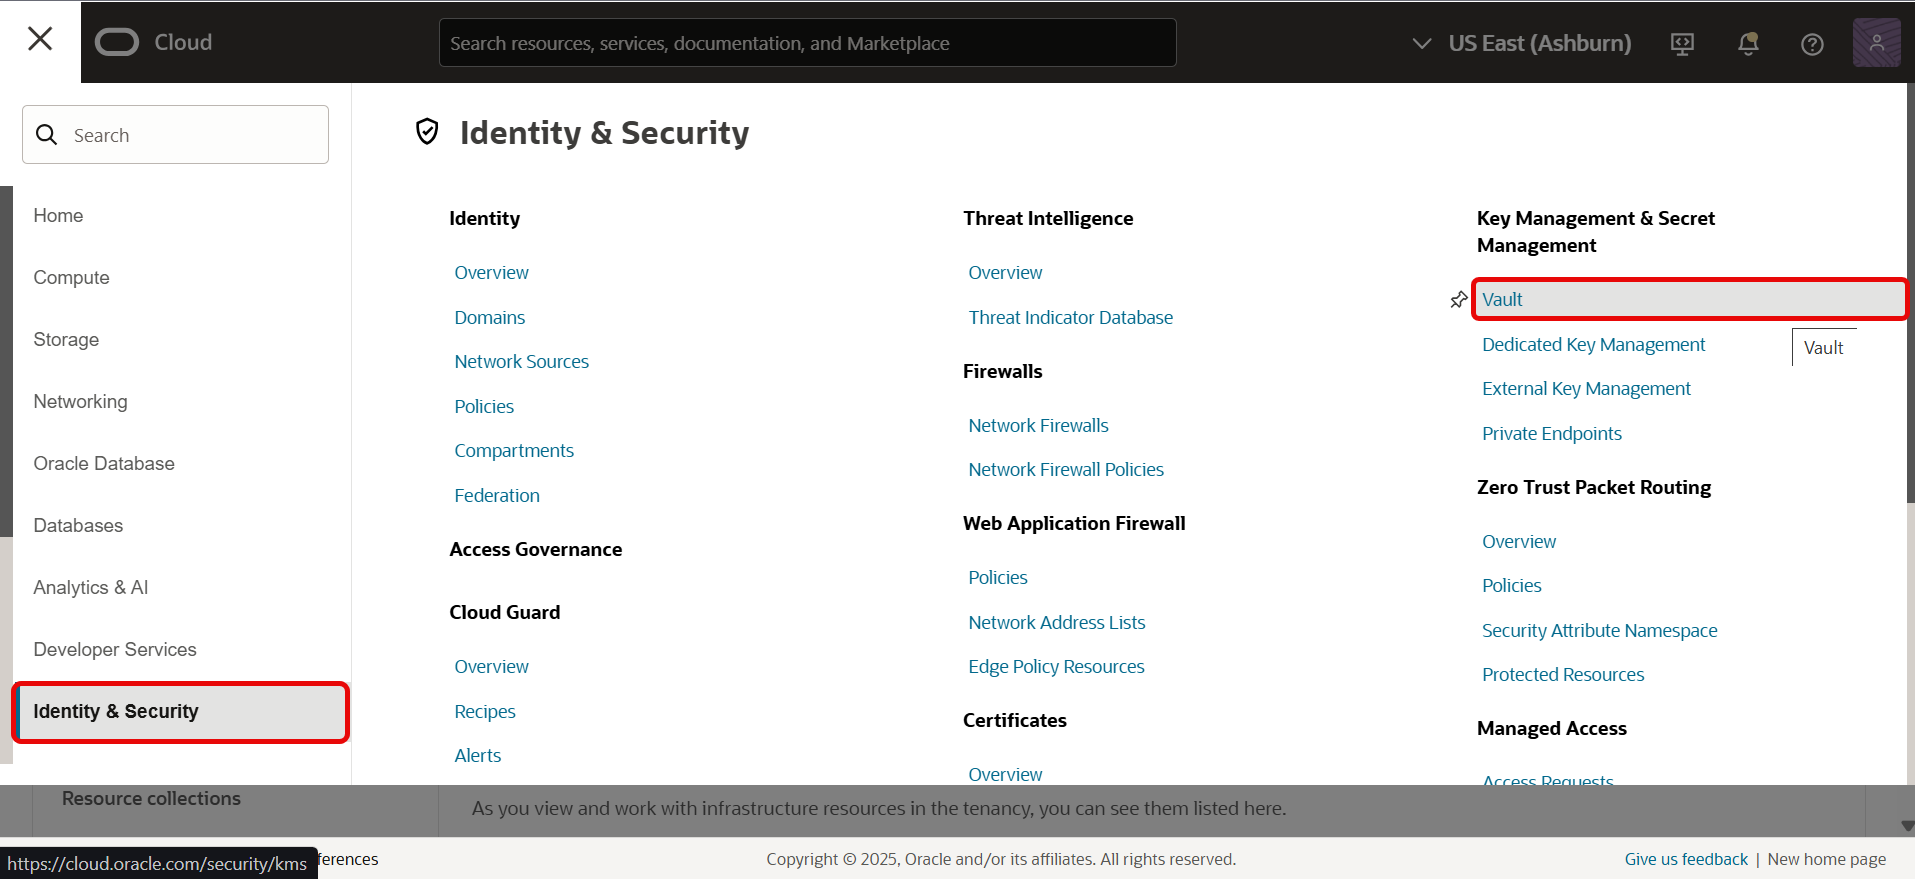 Cloud
Search resources, services, documentation, and Marketplace
US East (Ashburn)
Search
Home
Compute
Storage
Networking
Oracle Database
Databases
Analytics & AI
Developer Services
Identity & Security
Identity & Security
Identity
Overview
Domains
Network Sources
Policies
Compartments
Federation
Access Governance
Cloud Guard
Overview
Recipes
Alerts
Threat Intelligence
Overview
Threat Indicator Database
Firewalls
Network Firewalls
Network Firewall Policies
Web Application Firewall
Policies
Network Address Lists
Edge Policy Resources
Certificates
Overview
Key Management & Secret
Management
Vault
Vault
Dedicated Key Management
External Key Management
Private Endpoints
Zero Trust Packet Routing
Overview
Policies
Security Attribute Namespace
Protected Resources
Managed Access
Access Requests
Resource collections
As you view and work with infrastructure resources in the tenancy, you can see them listed here.
https://cloud.oracle.com/security/kms
ferences
Copyright © 2025, Oracle and/or its affiliates. All rights reserved.
Give us feedback | New home page